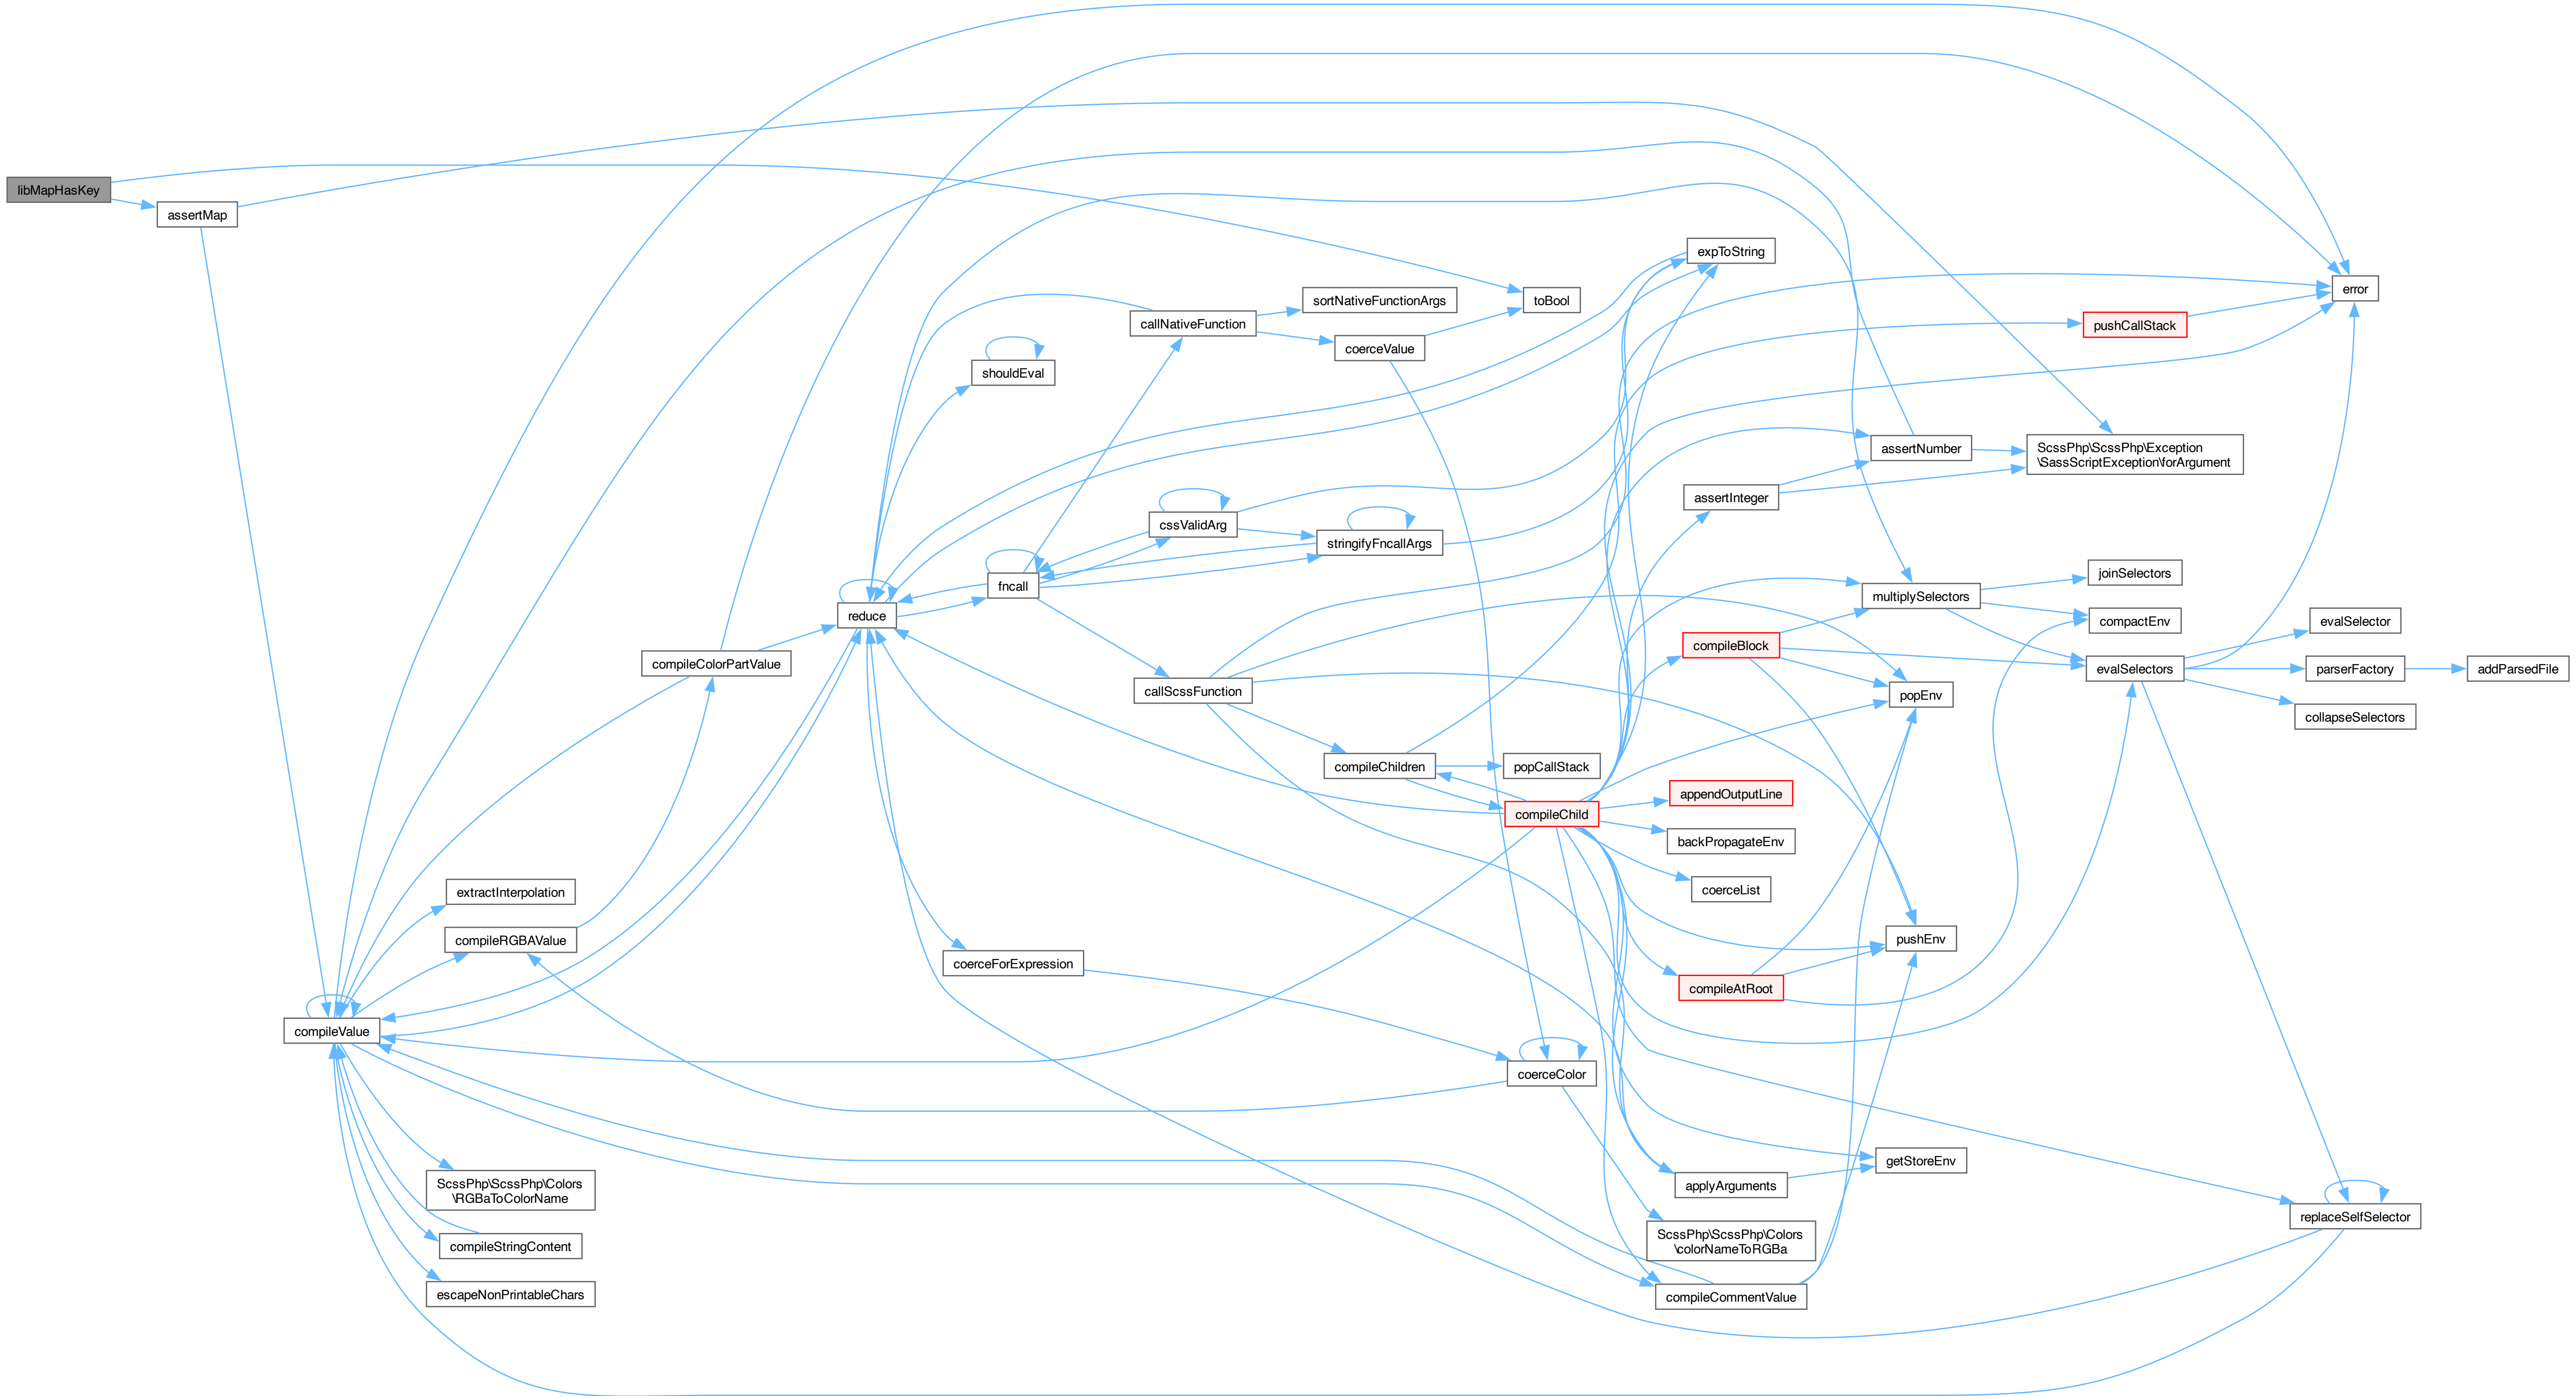 libMapHasKey
assertMap
compileValue
extractInterpolation
compileRGBAValue
ScssPhp\ScssPhp\Colors
\RGBaToColorName
compileStringContent
escapeNonPrintableChars
compileColorPartValue
reduce
shouldEval
fncall
coerceForExpression
callNativeFunction
cssValidArg
callScssFunction
sortNativeFunctionArgs
coerceValue
stringifyFncallArgs
compileChildren
toBool
popCallStack
compileChild
coerceColor
expToString
assertInteger
compileBlock
appendOutputLine
backPropagateEnv
coerceList
compileAtRoot
applyArguments
ScssPhp\ScssPhp\Colors
\colorNameToRGBa
compileCommentValue
assertNumber
multiplySelectors
popEnv
pushEnv
getStoreEnv
pushCallStack
ScssPhp\ScssPhp\Exception
\SassScriptException\forArgument
joinSelectors
compactEnv
evalSelectors
error
evalSelector
parserFactory
collapseSelectors
replaceSelfSelector
addParsedFile